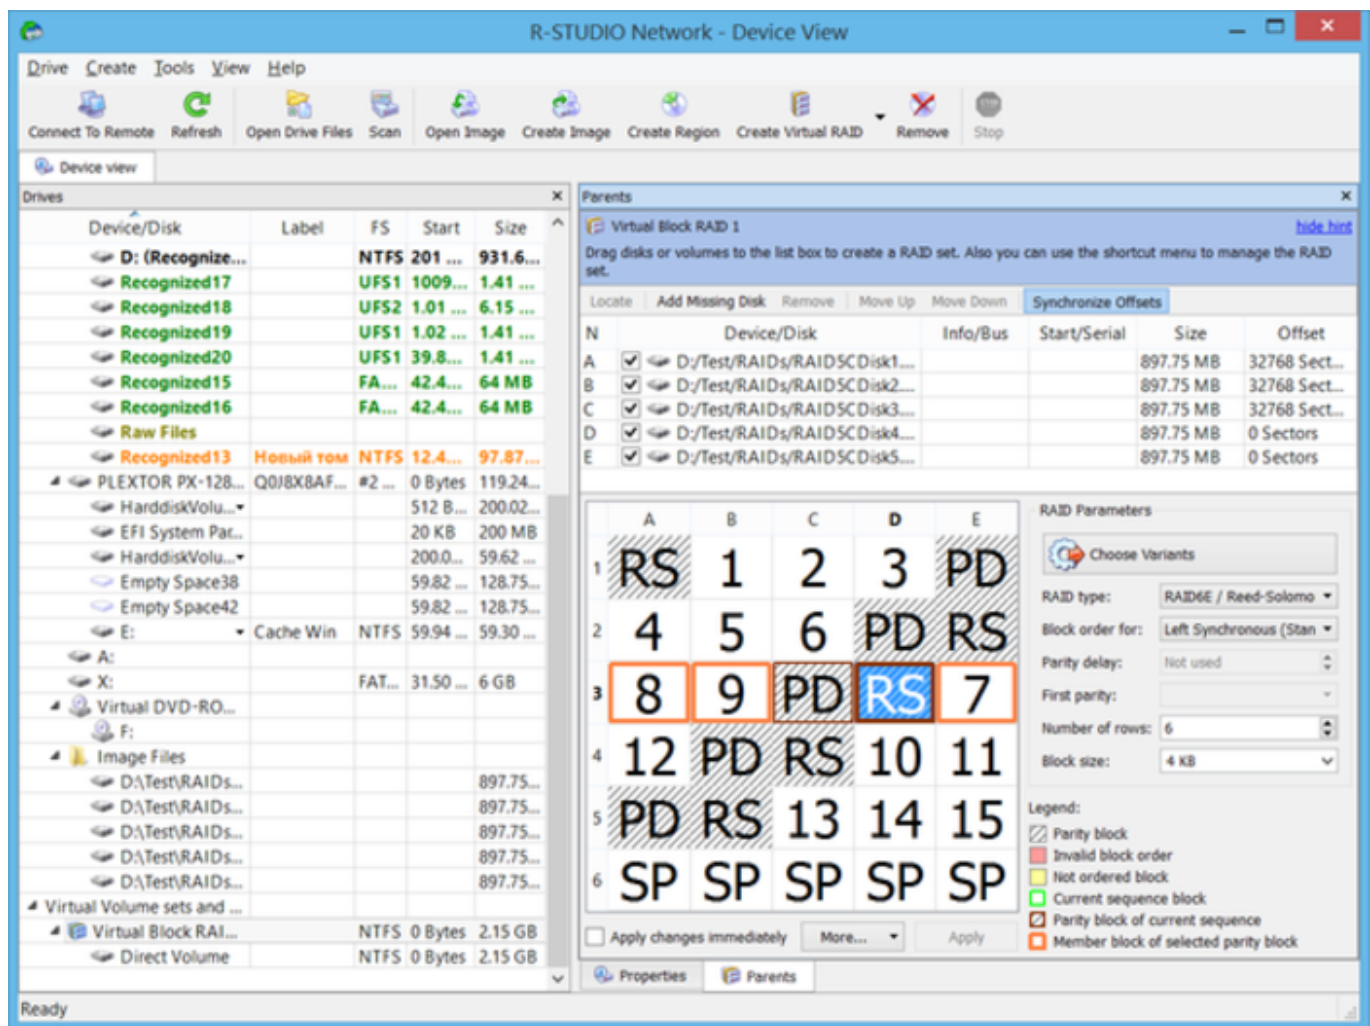 R-STUDIO Network - Device View
Drive Create Tools View Help
Connect To Remote Refresh Open Drive Files Scan Open Image Create Image Create Region Create Virtual RAID Remove Stop
Device view
Drives
Device/Disk Label FS Start Size
D: (Recognize... NTFS 201 ... 931.6...
Recognized17 UFS1 1009... 1.41 ...
Recognized18 UFS2 1.01 ... 6.15 ...
Recognized19 UFS1 1.02 ... 1.41 ...
Recognized20 UFS1 39.8... 1.41 ...
Recognized15 FA... 42.4... 64 MB
Recognized16 FA... 42.4... 64 MB
Raw Files
Recognized13 Новый том NTFS 12.4... 97.87...
PLEXTOR PX-128... Q0J8X8AF... #2 ... 0 Bytes 119.24...
HarddiskVolu... 512 B... 200.02...
EFI System Par... 20 KB 200 MB
HarddiskVolu... 200.0... 59.62 ...
Empty Space38 59.82 ... 128.75...
Empty Space42 59.82 ... 128.75...
E: Cache Win NTFS 59.94 ... 59.30 ...
A:
X: FAT... 31.50 ... 6 GB
Virtual DVD-RO...
F:
Image Files
D:\Test\RAIDs... 897.75...
D:\Test\RAIDs... 897.75...
D:\Test\RAIDs... 897.75...
D:\Test\RAIDs... 897.75...
D:\Test\RAIDs... 897.75...
Virtual Volume sets and ...
Virtual Block RAI... NTFS 0 Bytes 2.15 GB
Direct Volume NTFS 0 Bytes 2.15 GB
Parents
Virtual Block RAID 1 hide hint
Drag disks or volumes to the list box to create a RAID set. Also you can use the shortcut menu to manage the RAID
set.
Locate Add Missing Disk Remove Move Up Move Down Synchronize Offsets
N Device/Disk Info/Bus Start/Serial Size Offset
A D:/Test/RAIDs/RAID5CDisk1.... 897.75 MB 32768 Sect...
B D:/Test/RAIDs/RAID5CDisk2.... 897.75 MB 32768 Sect...
C D:/Test/RAIDs/RAID5CDisk3.... 897.75 MB 32768 Sect...
D D:/Test/RAIDs/RAID5CDisk4.... 897.75 MB 0 Sectors
E D:/Test/RAIDs/RAID5CDisk5.... 897.75 MB 0 Sectors
A B C D E
1 RS 1 2 3 PD
2 4 5 6 PD RS
3 8 9 PD RS 7
4 12 PD RS 10 11
5 PD RS 13 14 15
6 SP SP SP SP SP
Apply changes immediately More... Apply
RAID Parameters
Choose Variants
RAID type: RAID6E / Reed-Solomo
Block order for: Left Synchronous (Stan
Parity delay: Not used
First parity:
Number of rows: 6
Block size: 4 KB
Legend:
Parity block
Invalid block order
Not ordered block
Current sequence block
Parity block of current sequence
Member block of selected parity block
Properties Parents
Ready